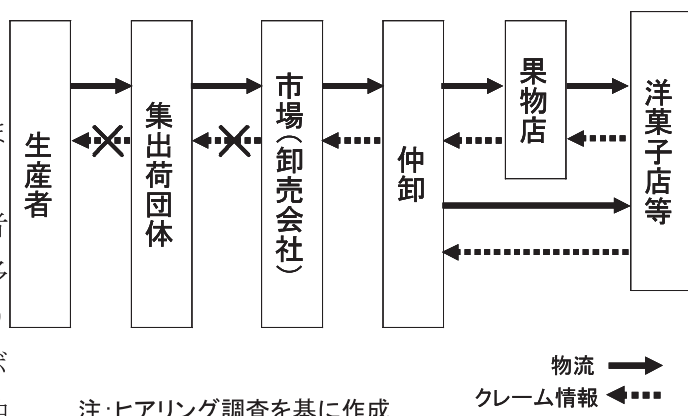 生産者
集出荷団体
市場(卸売会社)
仲卸
果物店
洋菓子店等
物流
クレーム情報
注:ヒアリング調査を基に作成